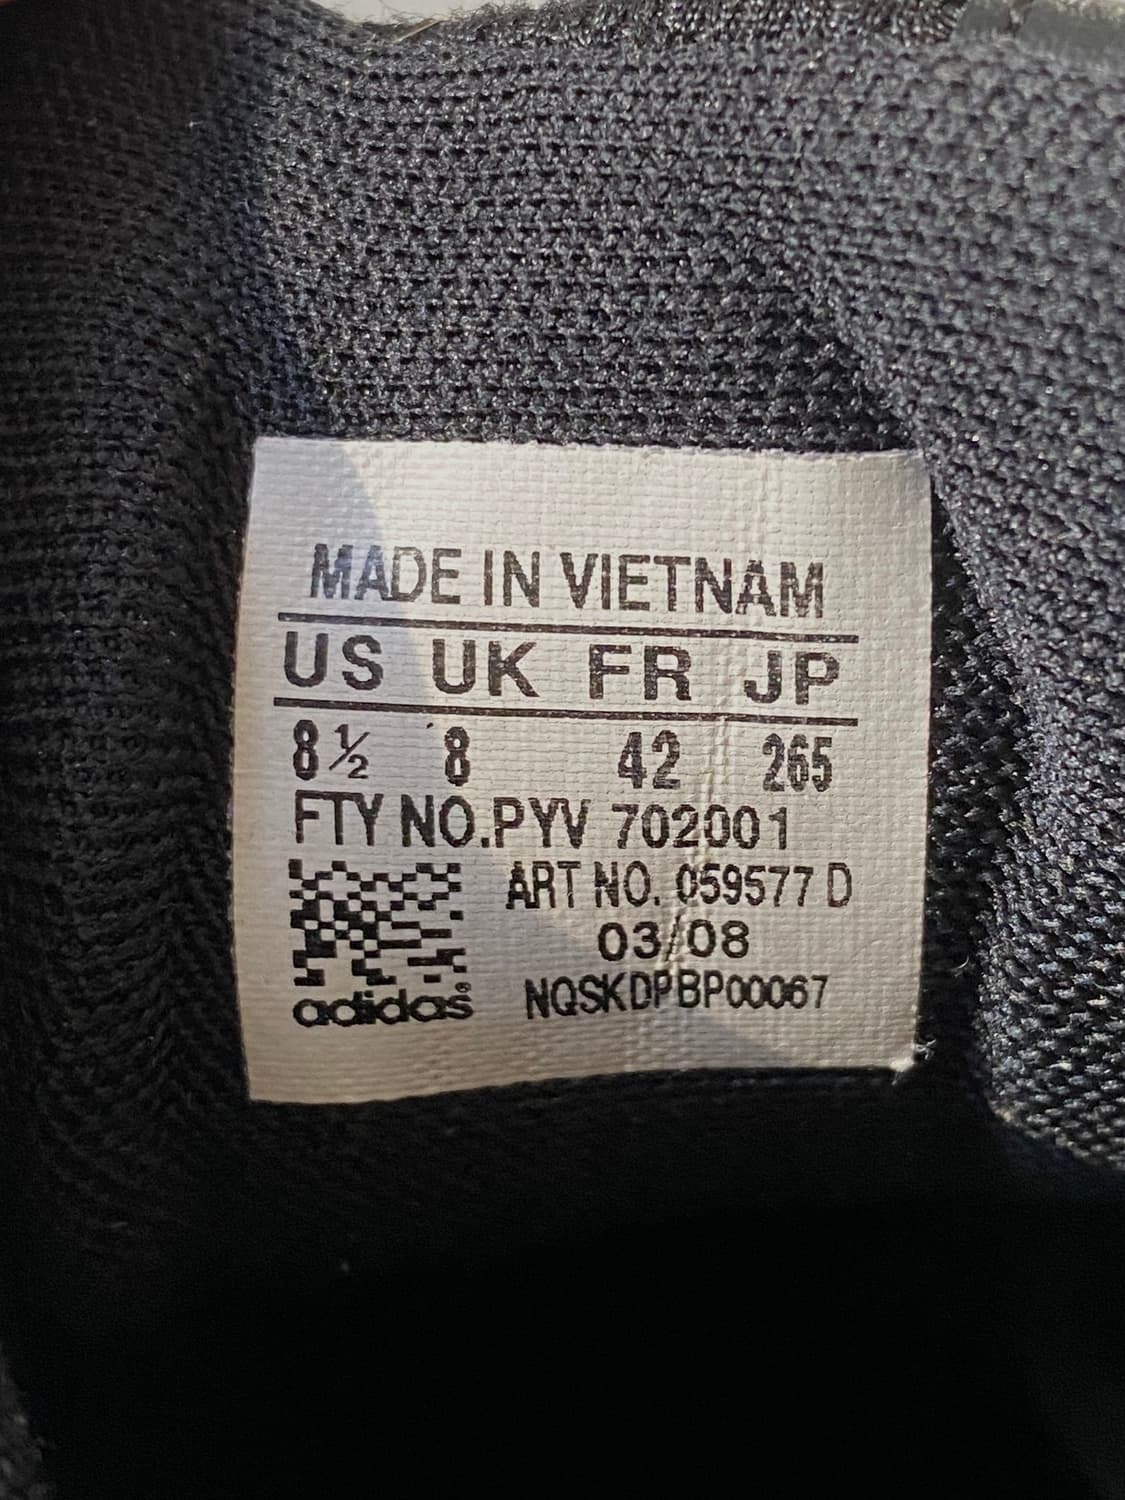 MADE IN VIETNAM
US UK FR JP
8½ 8 42 265
FTY NO.PYV 702001
ART NO. 059577 D
03/08
NQSKDPBP00067
adidas®